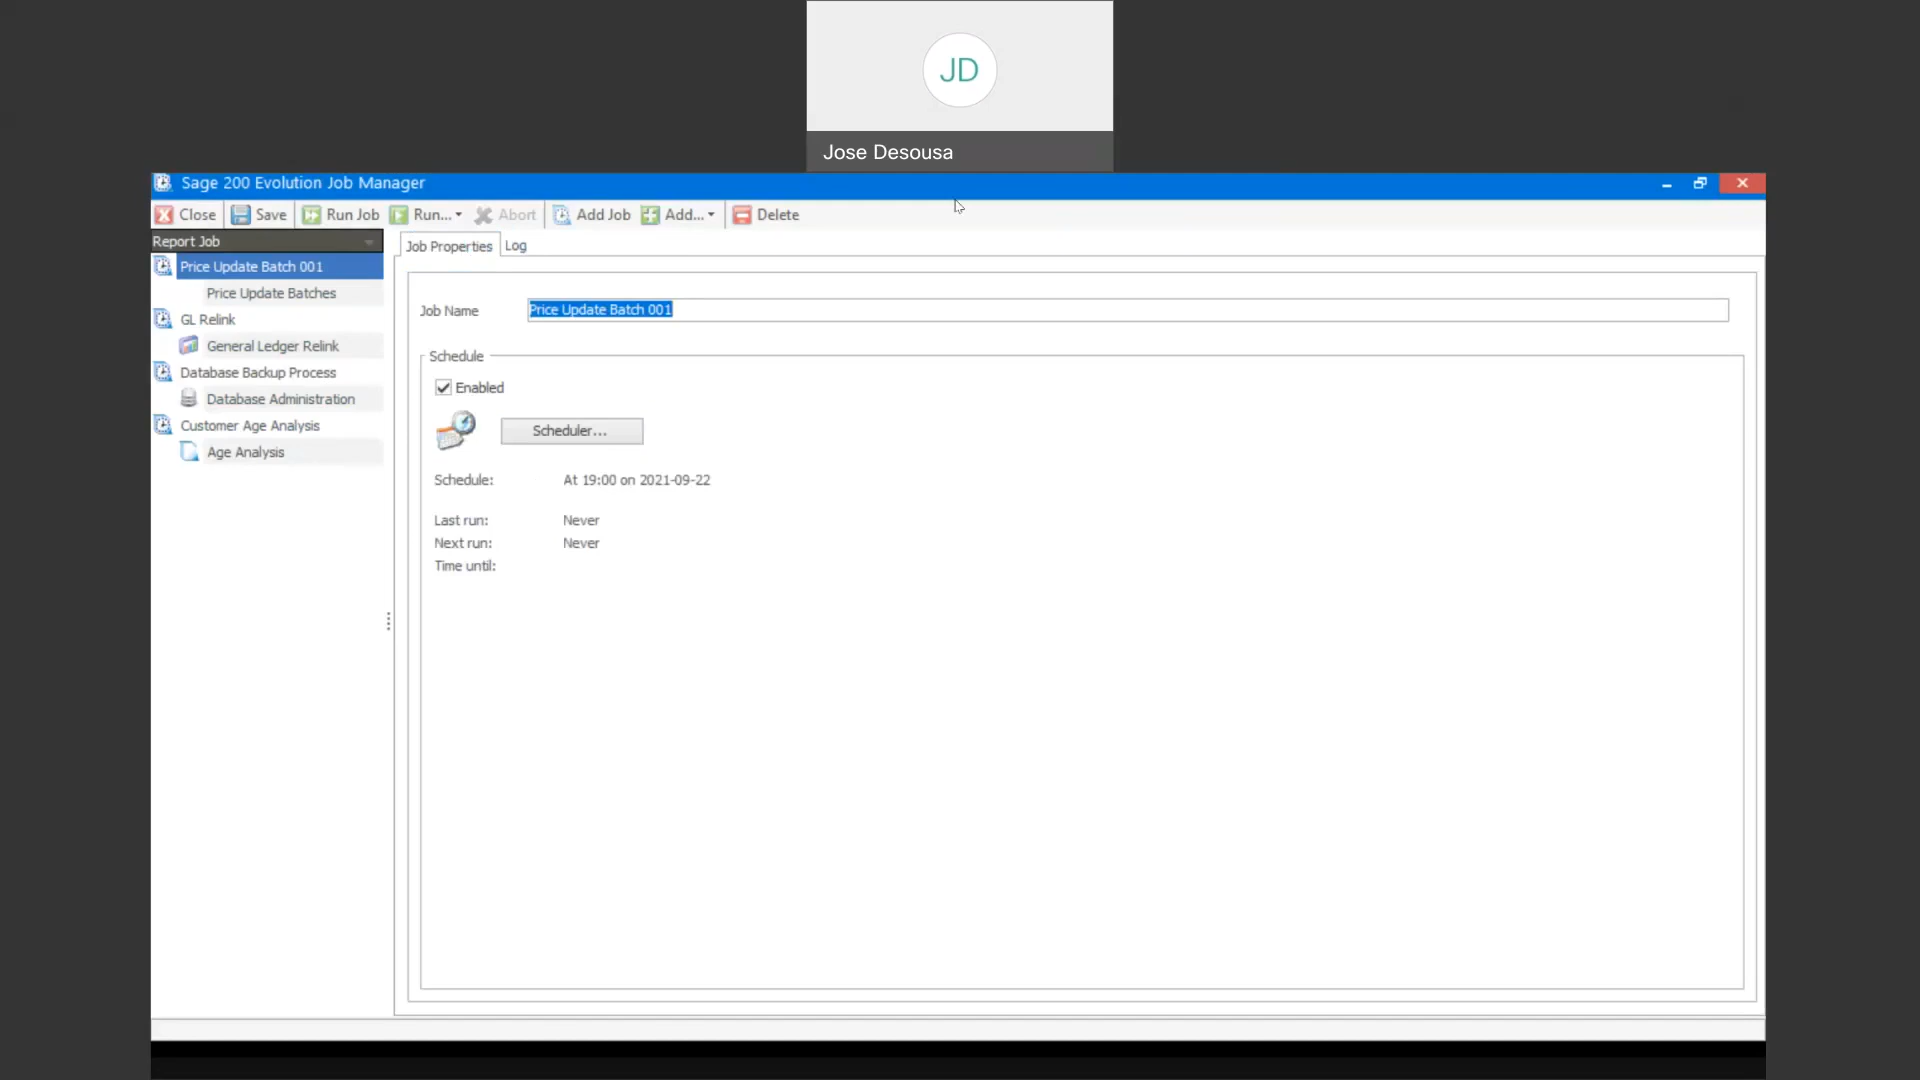 JD
Jose Desousa
Sage 200 Evolution Job Manager
Close Save Run Job Run... Abort Add Job Add... Delete
Report Job
Job Properties Log
Price Update Batch 001
Price Update Batches
GL Relink
General Ledger Relink
Database Backup Process
Database Administration
Customer Age Analysis
Age Analysis
Job Name Price Update Batch 001
Schedule
Enabled
Scheduler...
Schedule: At 19:00 on 2021-09-22
Last run: Never
Next run: Never
Time until: